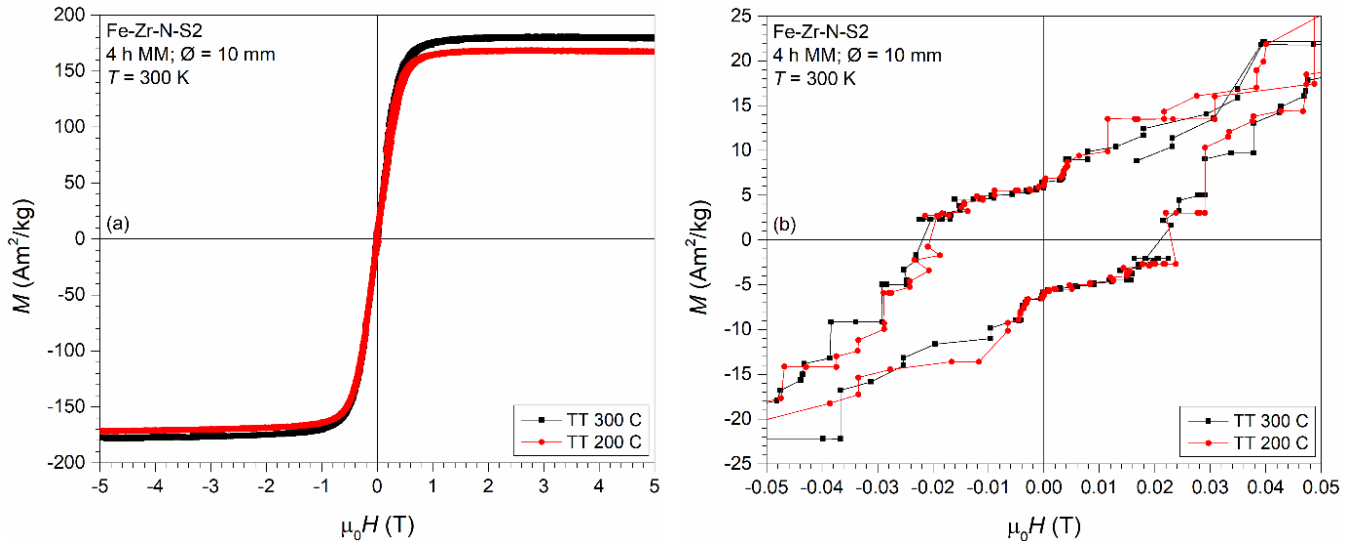 Fe-Zr-N-S2
4 h MM; Ø = 10 mm
T = 300 K
(a)
M (Am²/kg)
200
150
100
50
0
-50
-100
-150
-200
-5 -4 -3 -2 -1 0 1 2 3 4 5
μ₀H (T)
TT 300 C
TT 200 C
Fe-Zr-N-S2
4 h MM; Ø = 10 mm
T = 300 K
(b)
M (Am²/kg)
25
20
15
10
5
0
-5
-10
-15
-20
-25
-0.05 -0.04 -0.03 -0.02 -0.01 0.00 0.01 0.02 0.03 0.04 0.05
μ₀H (T)
TT 300 C
TT 200 C